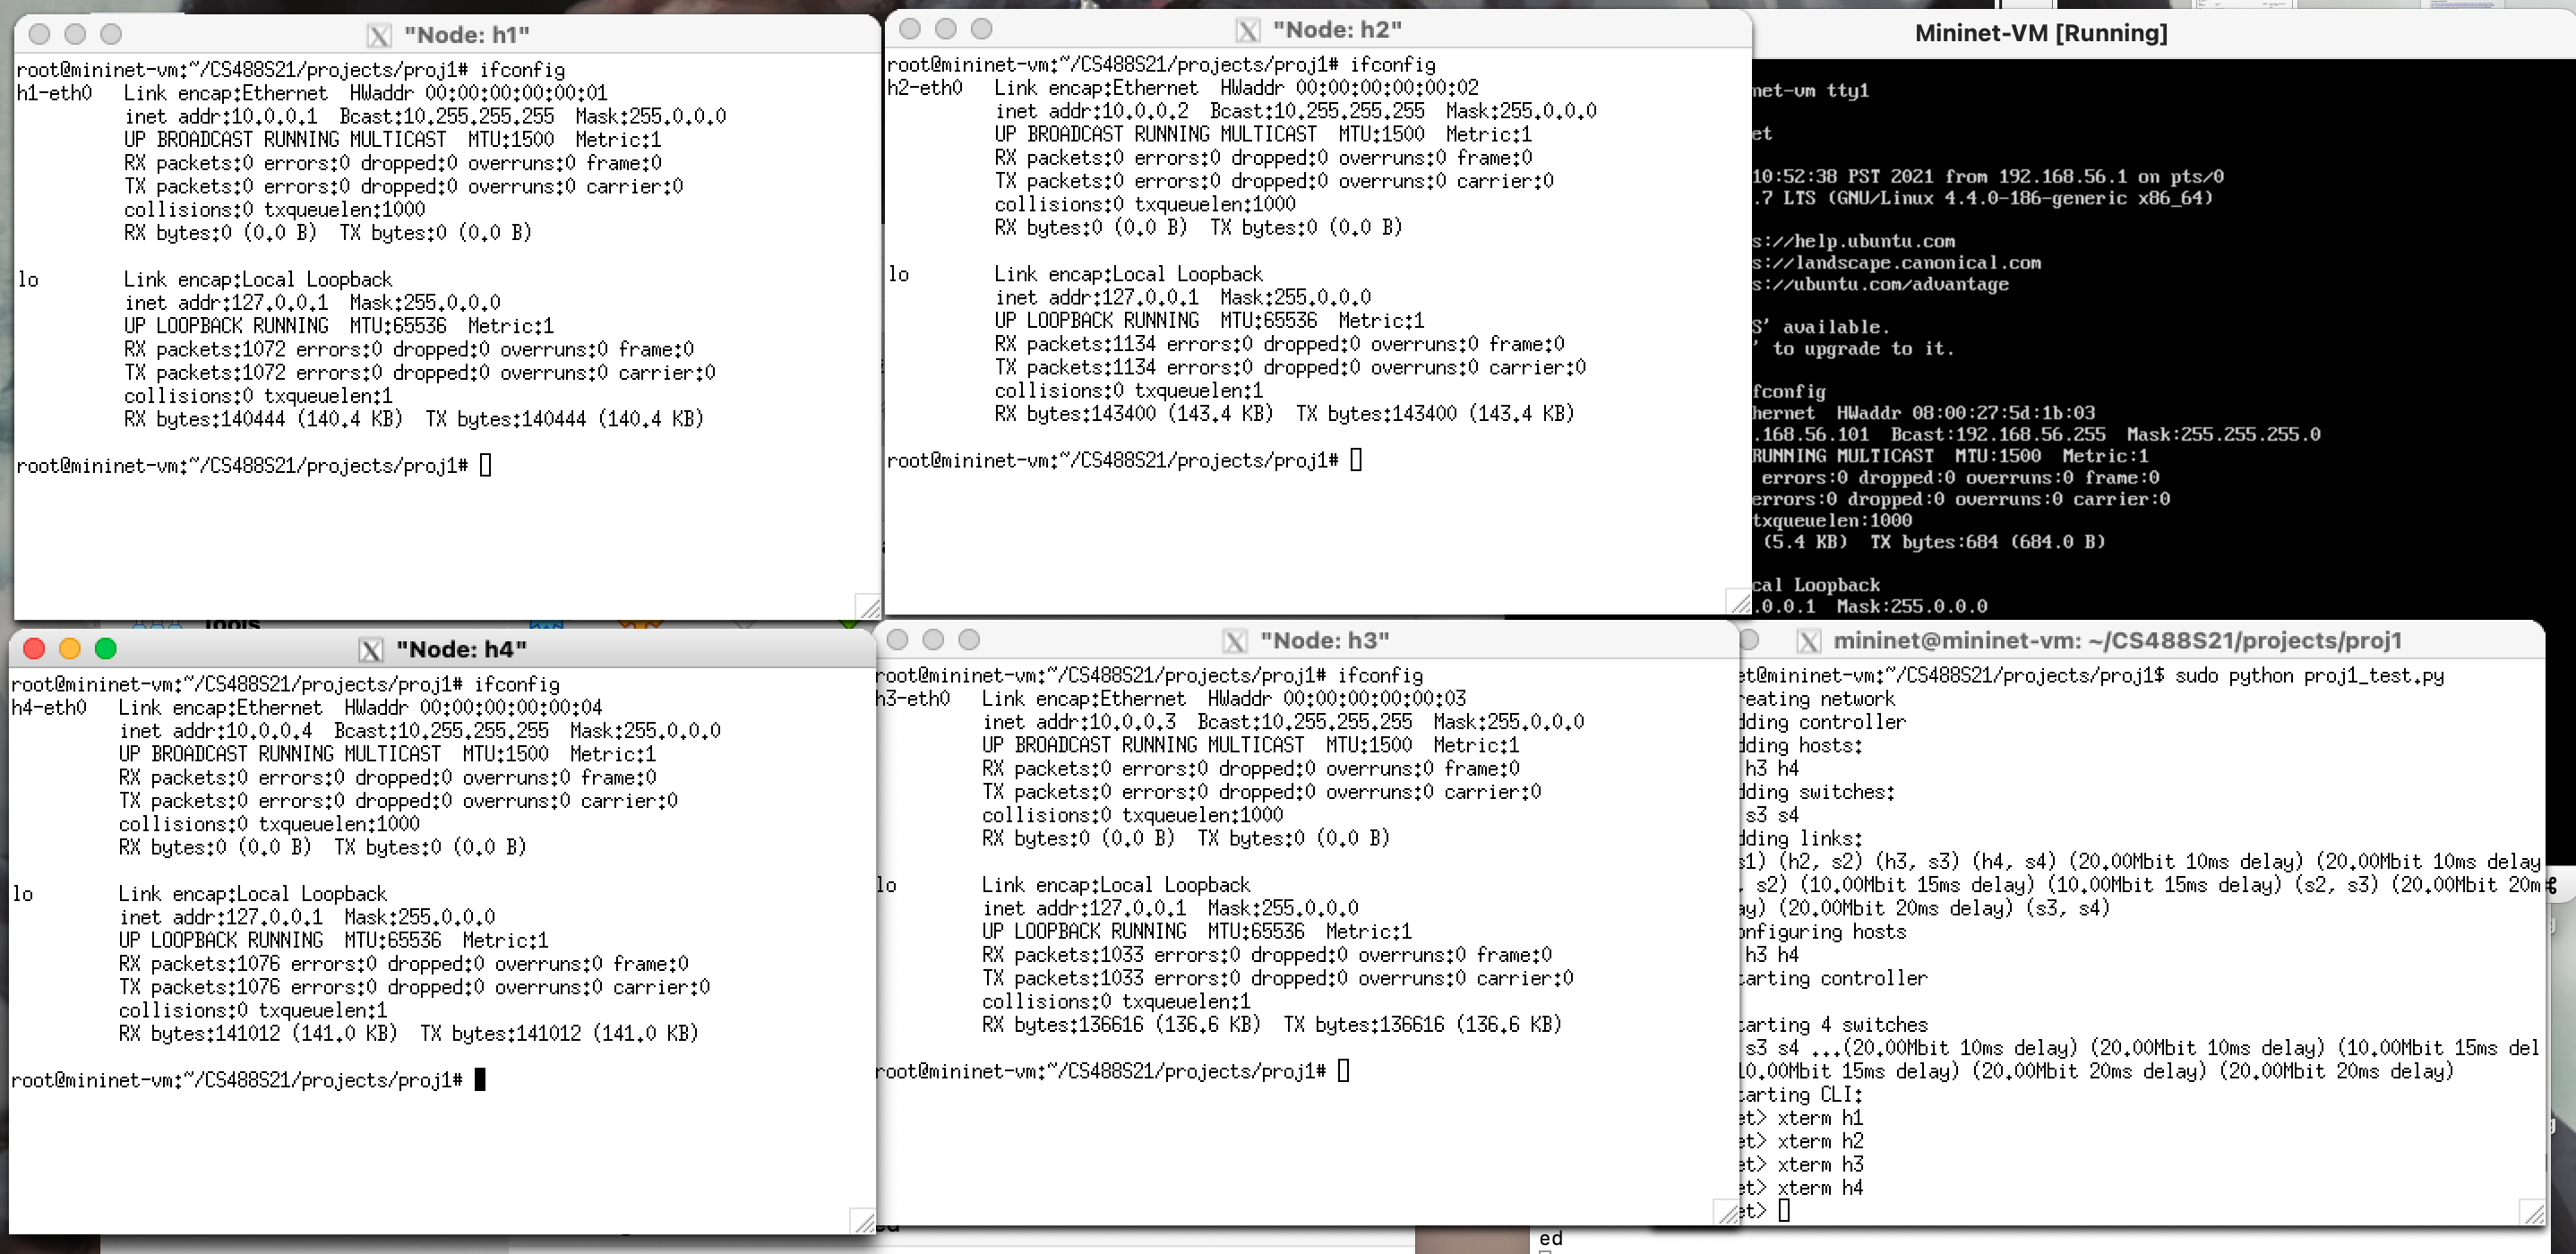 "Node: h1"
root@mininet-vm:~/CS488S21/projects/proj1# ifconfig
h1-eth0   Link encap:Ethernet  HWaddr 00:00:00:00:00:01
          inet addr:10.0.0.1  Bcast:10.255.255.255  Mask:255.0.0.0
          UP BROADCAST RUNNING MULTICAST  MTU:1500  Metric:1
          RX packets:0 errors:0 dropped:0 overruns:0 frame:0
          TX packets:0 errors:0 dropped:0 overruns:0 carrier:0
          collisions:0 txqueuelen:1000
          RX bytes:0 (0.0 B)  TX bytes:0 (0.0 B)
lo        Link encap:Local Loopback
          inet addr:127.0.0.1  Mask:255.0.0.0
          UP LOOPBACK RUNNING  MTU:65536  Metric:1
          RX packets:1072 errors:0 dropped:0 overruns:0 frame:0
          TX packets:1072 errors:0 dropped:0 overruns:0 carrier:0
          collisions:0 txqueuelen:1
          RX bytes:140444 (140.4 KB)  TX bytes:140444 (140.4 KB)
root@mininet-vm:~/CS488S21/projects/proj1#
"Node: h2"
root@mininet-vm:~/CS488S21/projects/proj1# ifconfig
h2-eth0   Link encap:Ethernet  HWaddr 00:00:00:00:00:02
          inet addr:10.0.0.2  Bcast:10.255.255.255  Mask:255.0.0.0
          UP BROADCAST RUNNING MULTICAST  MTU:1500  Metric:1
          RX packets:0 errors:0 dropped:0 overruns:0 frame:0
          TX packets:0 errors:0 dropped:0 overruns:0 carrier:0
          collisions:0 txqueuelen:1000
          RX bytes:0 (0.0 B)  TX bytes:0 (0.0 B)
lo        Link encap:Local Loopback
          inet addr:127.0.0.1  Mask:255.0.0.0
          UP LOOPBACK RUNNING  MTU:65536  Metric:1
          RX packets:1134 errors:0 dropped:0 overruns:0 frame:0
          TX packets:1134 errors:0 dropped:0 overruns:0 carrier:0
          collisions:0 txqueuelen:1
          RX bytes:143400 (143.4 KB)  TX bytes:143400 (143.4 KB)
root@mininet-vm:~/CS488S21/projects/proj1#
Mininet-VM [Running]
net-vm tty1
et
10:52:38 PST 2021 from 192.168.56.1 on pts/0
.7 LTS (GNU/Linux 4.4.0-186-generic x86_64)
s://help.ubuntu.com
s://landscape.canonical.com
s://ubuntu.com/advantage
S' available.
' to upgrade to it.
fconfig
hernet  HWaddr 08:00:27:5d:1b:03
.168.56.101  Bcast:192.168.56.255  Mask:255.255.255.0
RUNNING MULTICAST  MTU:1500  Metric:1
errors:0 dropped:0 overruns:0 frame:0
errors:0 dropped:0 overruns:0 carrier:0
txqueuelen:1000
(5.4 KB)  TX bytes:684 (684.0 B)
cal Loopback
.0.0.1  Mask:255.0.0.0
Tools
"Node: h4"
root@mininet-vm:~/CS488S21/projects/proj1# ifconfig
h4-eth0   Link encap:Ethernet  HWaddr 00:00:00:00:00:04
          inet addr:10.0.0.4  Bcast:10.255.255.255  Mask:255.0.0.0
          UP BROADCAST RUNNING MULTICAST  MTU:1500  Metric:1
          RX packets:0 errors:0 dropped:0 overruns:0 frame:0
          TX packets:0 errors:0 dropped:0 overruns:0 carrier:0
          collisions:0 txqueuelen:1000
          RX bytes:0 (0.0 B)  TX bytes:0 (0.0 B)
lo        Link encap:Local Loopback
          inet addr:127.0.0.1  Mask:255.0.0.0
          UP LOOPBACK RUNNING  MTU:65536  Metric:1
          RX packets:1076 errors:0 dropped:0 overruns:0 frame:0
          TX packets:1076 errors:0 dropped:0 overruns:0 carrier:0
          collisions:0 txqueuelen:1
          RX bytes:141012 (141.0 KB)  TX bytes:141012 (141.0 KB)
root@mininet-vm:~/CS488S21/projects/proj1#
"Node: h3"
root@mininet-vm:~/CS488S21/projects/proj1# ifconfig
h3-eth0   Link encap:Ethernet  HWaddr 00:00:00:00:00:03
          inet addr:10.0.0.3  Bcast:10.255.255.255  Mask:255.0.0.0
          UP BROADCAST RUNNING MULTICAST  MTU:1500  Metric:1
          RX packets:0 errors:0 dropped:0 overruns:0 frame:0
          TX packets:0 errors:0 dropped:0 overruns:0 carrier:0
          collisions:0 txqueuelen:1000
          RX bytes:0 (0.0 B)  TX bytes:0 (0.0 B)
lo        Link encap:Local Loopback
          inet addr:127.0.0.1  Mask:255.0.0.0
          UP LOOPBACK RUNNING  MTU:65536  Metric:1
          RX packets:1033 errors:0 dropped:0 overruns:0 frame:0
          TX packets:1033 errors:0 dropped:0 overruns:0 carrier:0
          collisions:0 txqueuelen:1
          RX bytes:136616 (136.6 KB)  TX bytes:136616 (136.6 KB)
root@mininet-vm:~/CS488S21/projects/proj1#
mininet@mininet-vm: ~/CS488S21/projects/proj1
et@mininet-vm:~/CS488S21/projects/proj1$ sudo python proj1_test.py
reating network
dding controller
dding hosts:
h3 h4
dding switches:
s3 s4
dding links:
s1) (h2, s2) (h3, s3) (h4, s4) (20.00Mbit 10ms delay) (20.00Mbit 10ms delay
, s2) (10.00Mbit 15ms delay) (10.00Mbit 15ms delay) (s2, s3) (20.00Mbit 20m
ay) (20.00Mbit 20ms delay) (s3, s4)
onfiguring hosts
h3 h4
tarting controller
tarting 4 switches
s3 s4 ...(20.00Mbit 10ms delay) (20.00Mbit 10ms delay) (10.00Mbit 15ms del
10.00Mbit 15ms delay) (20.00Mbit 20ms delay) (20.00Mbit 20ms delay)
tarting CLI:
et> xterm h1
et> xterm h2
et> xterm h3
et> xterm h4
et>
ed
ed